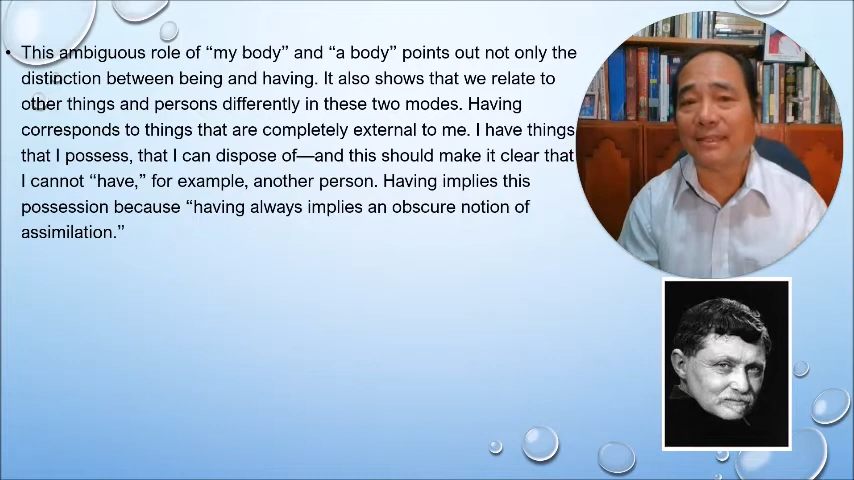 • This ambiguous role of “my body” and “a body” points out not only the
distinction between being and having. It also shows that we relate to
other things and persons differently in these two modes. Having
corresponds to things that are completely external to me. I have things
that I possess, that I can dispose of—and this should make it clear that
I cannot “have,” for example, another person. Having implies this
possession because “having always implies an obscure notion of
assimilation.”